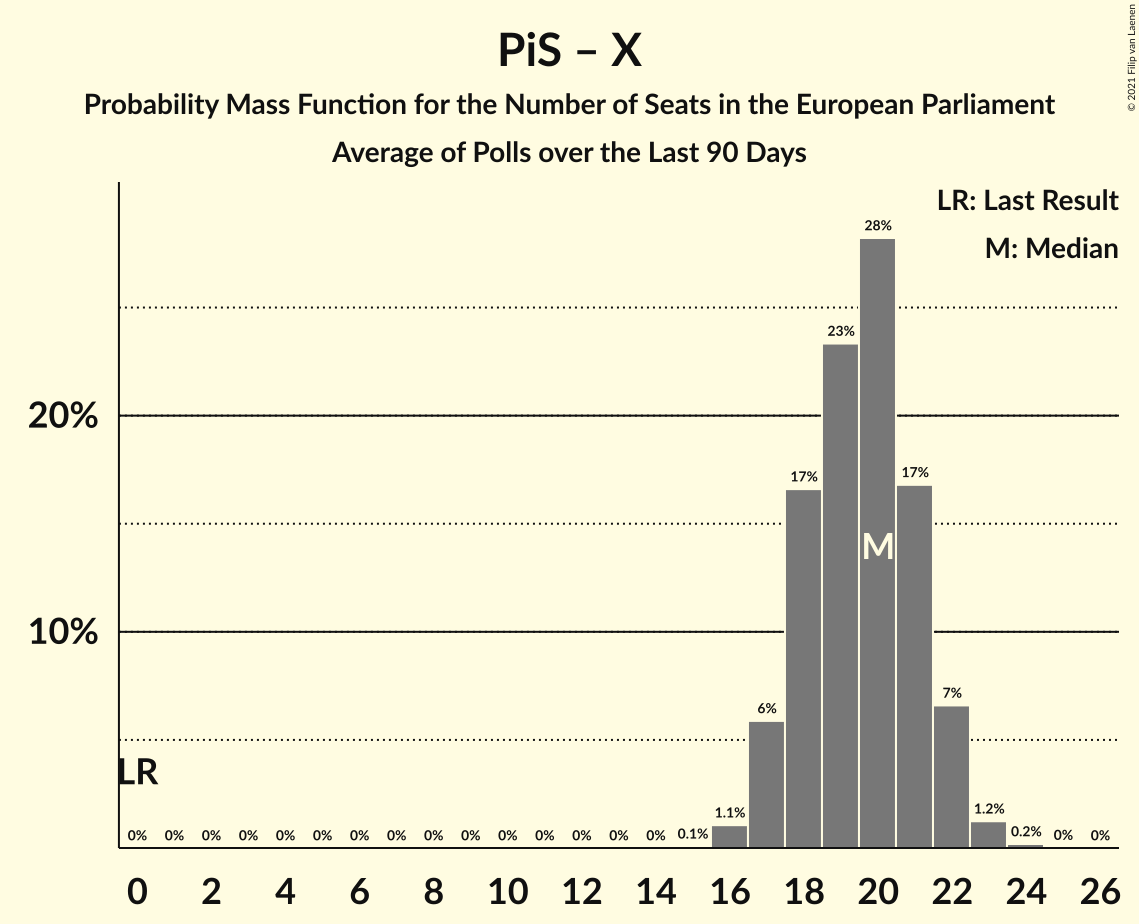 PiS – X
Probability Mass Function for the Number of Seats in the European Parliament
Average of Polls over the Last 90 Days
© 2021 Filip van Laenen
LR: Last Result
M: Median
28%
23%
20%
17% 17%
M
10%
7%
6%
LR
1.1% 1.2%
0% 0% 0% 0% 0% 0% 0% 0% 0% 0% 0% 0% 0% 0% 0% 0.1% 0.2% 0% 0%
0 2 4 6 8 10 12 14 16 18 20 22 24 26